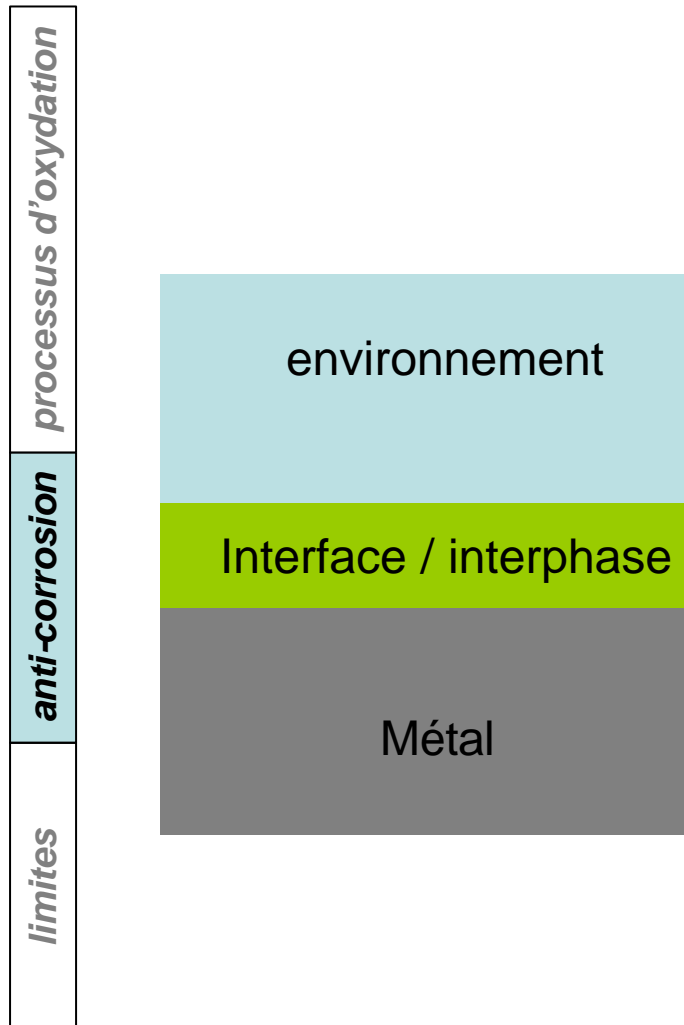 processus d'oxydation
anti-corrosion
limites
environnement
Interface / interphase
Métal